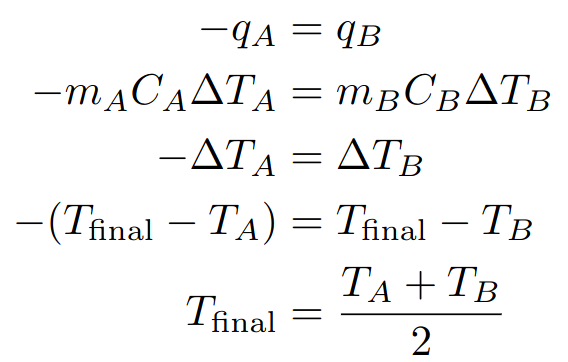 −q_A = q_B
−m_A C_A ΔT_A = m_B C_B ΔT_B
−ΔT_A = ΔT_B
−(T_final − T_A) = T_final − T_B
T_final = (T_A + T_B) / 2